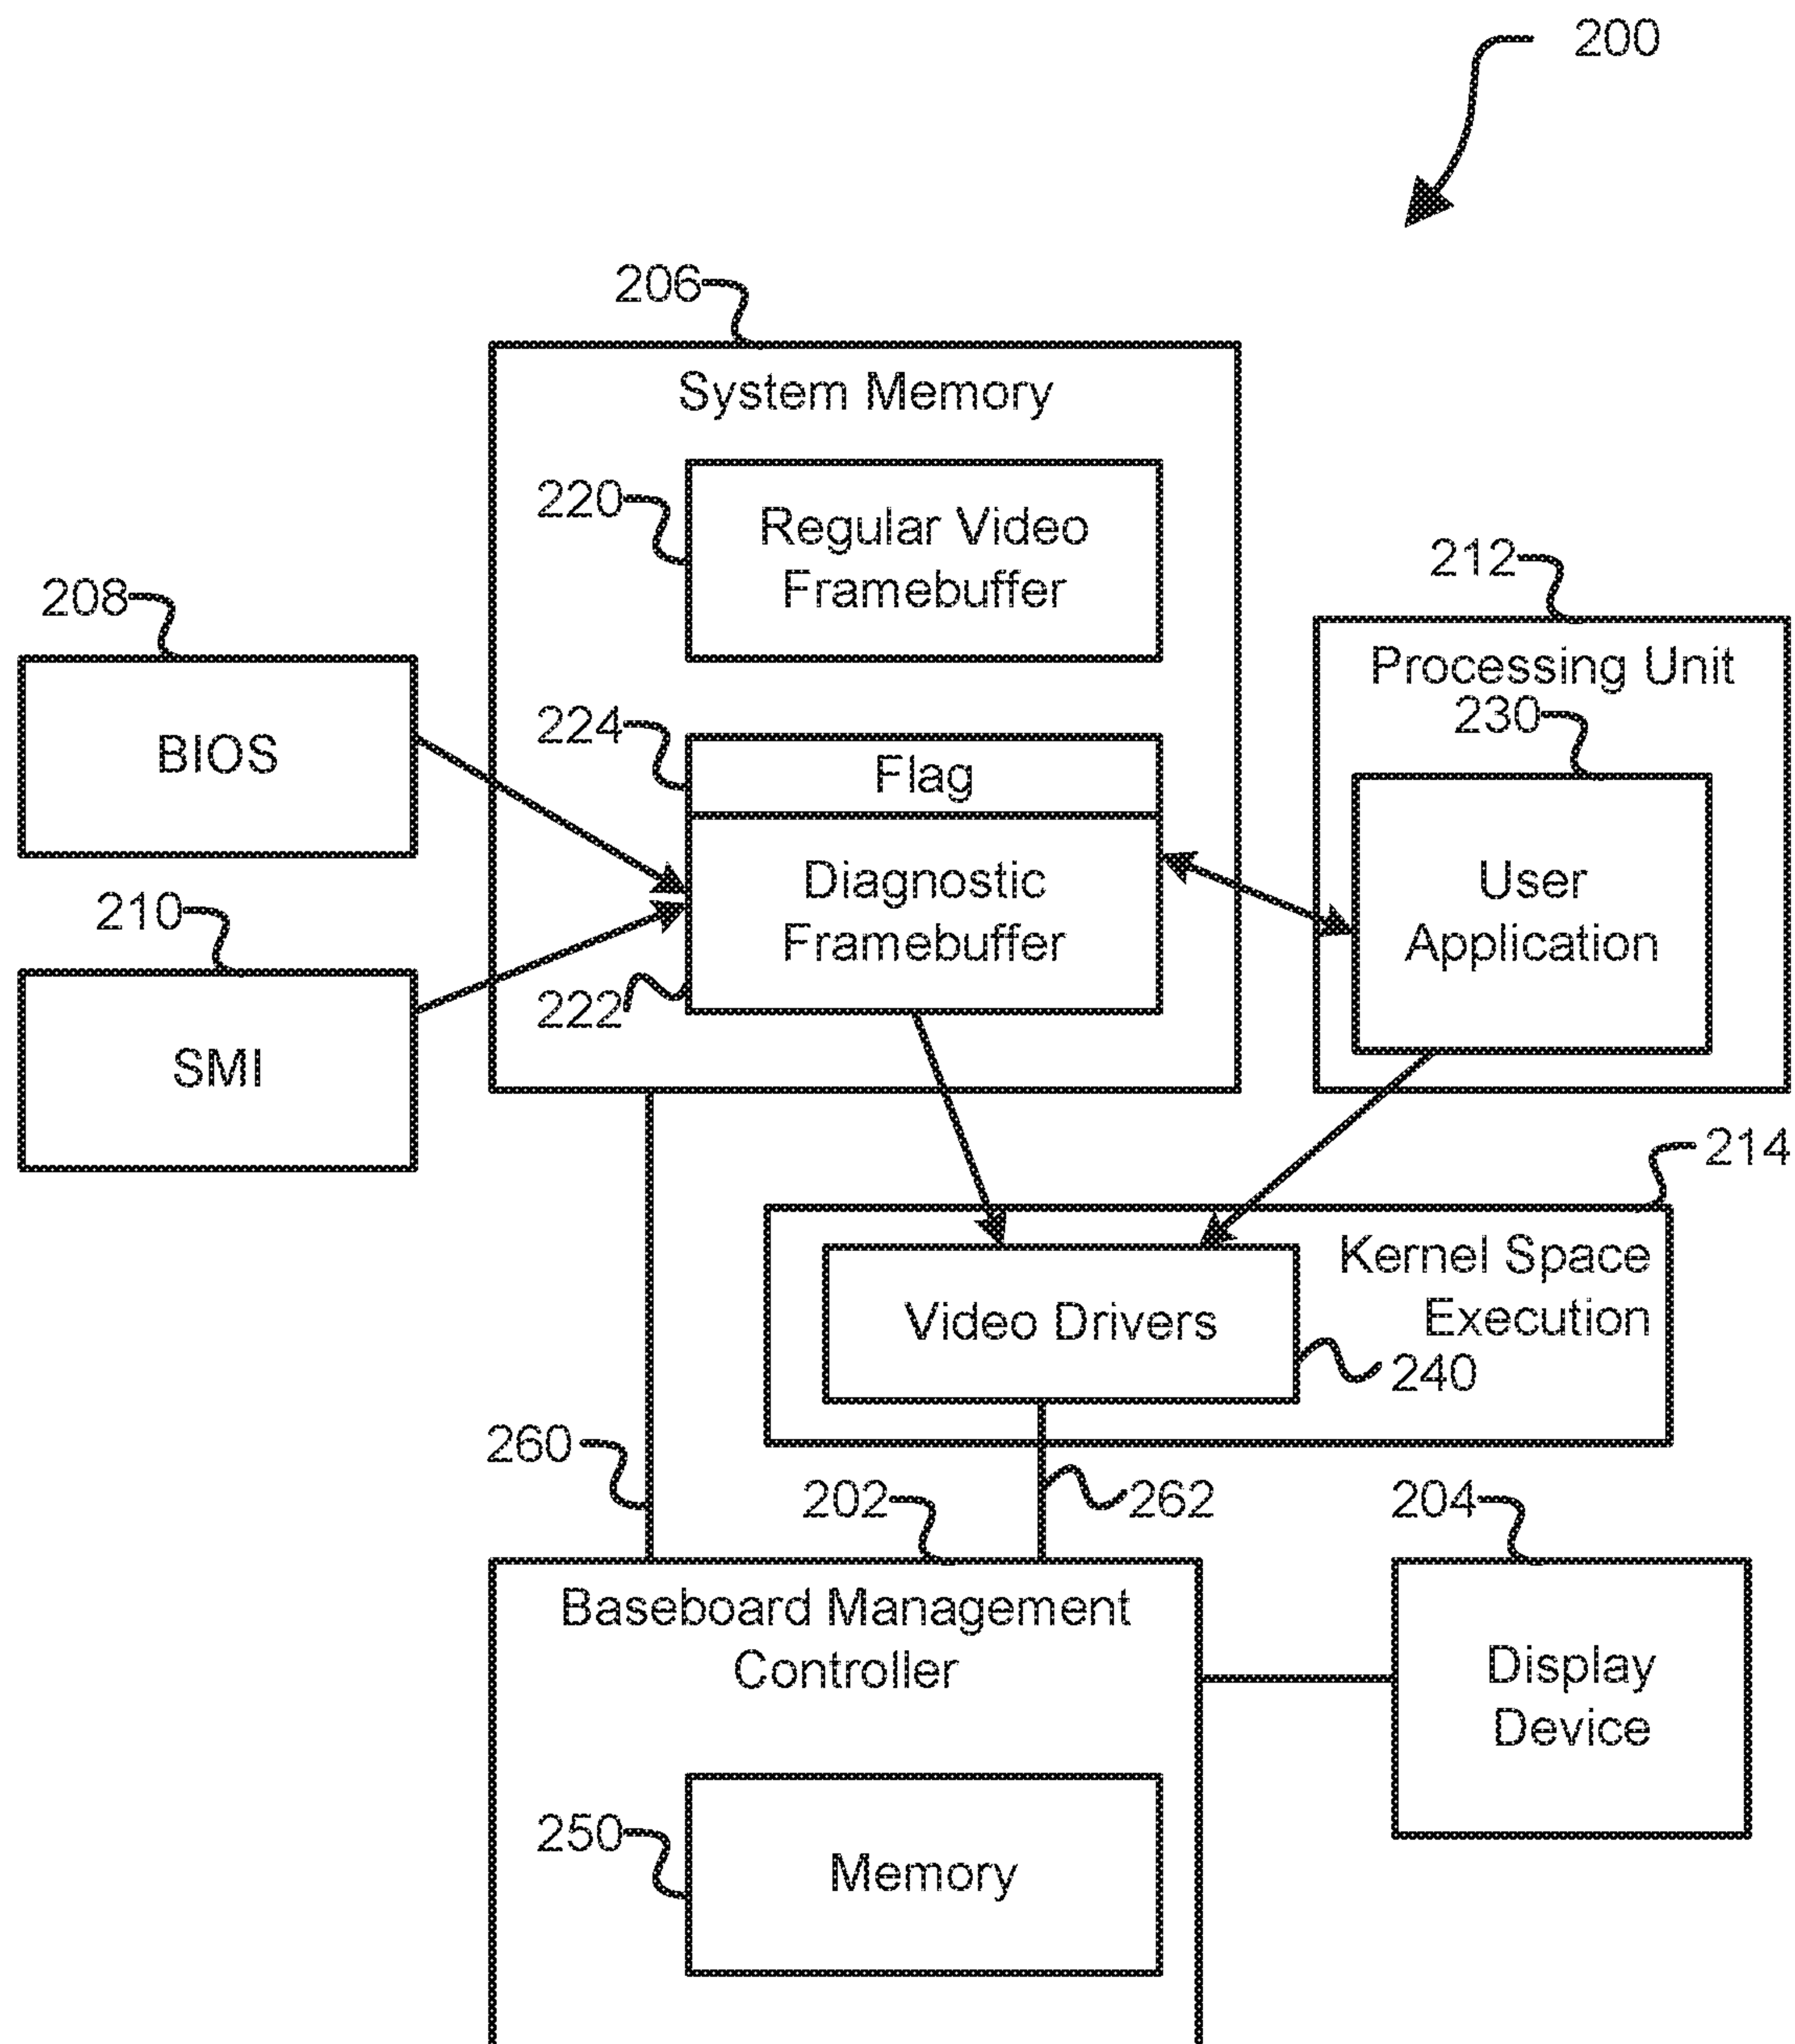 200
206
System Memory
220
Regular Video
Framebuffer
208
BIOS
224
Flag
212
Processing Unit
230
User
Application
210
SMI
Diagnostic
Framebuffer
222
214
Kernel Space
Execution
Video Drivers
240
260
202
262
204
Baseboard Management
Controller
Display
Device
250
Memory